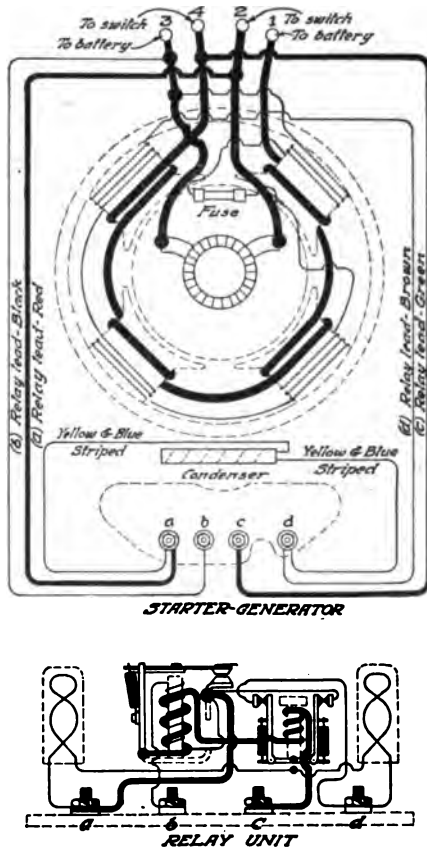 3 4 2 1
To switch To switch
To battery To battery
Fuse
(b) Relay lead-Black
(a) Relay lead-Red
(d) Relay lead-Brown
(c) Relay lead-Green
Yellow & Blue
Striped
Yellow & Blue
Striped
Condenser
a b c d
STARTER-GENERATOR
a b c d
RELAY UNIT